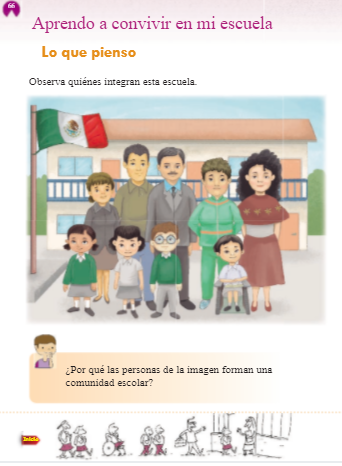 66
Aprendo a convivir en mi escuela
Lo que pienso
Observa quiénes integran esta escuela.
¿Por qué las personas de la imagen forman una
comunidad escolar?
Inicio